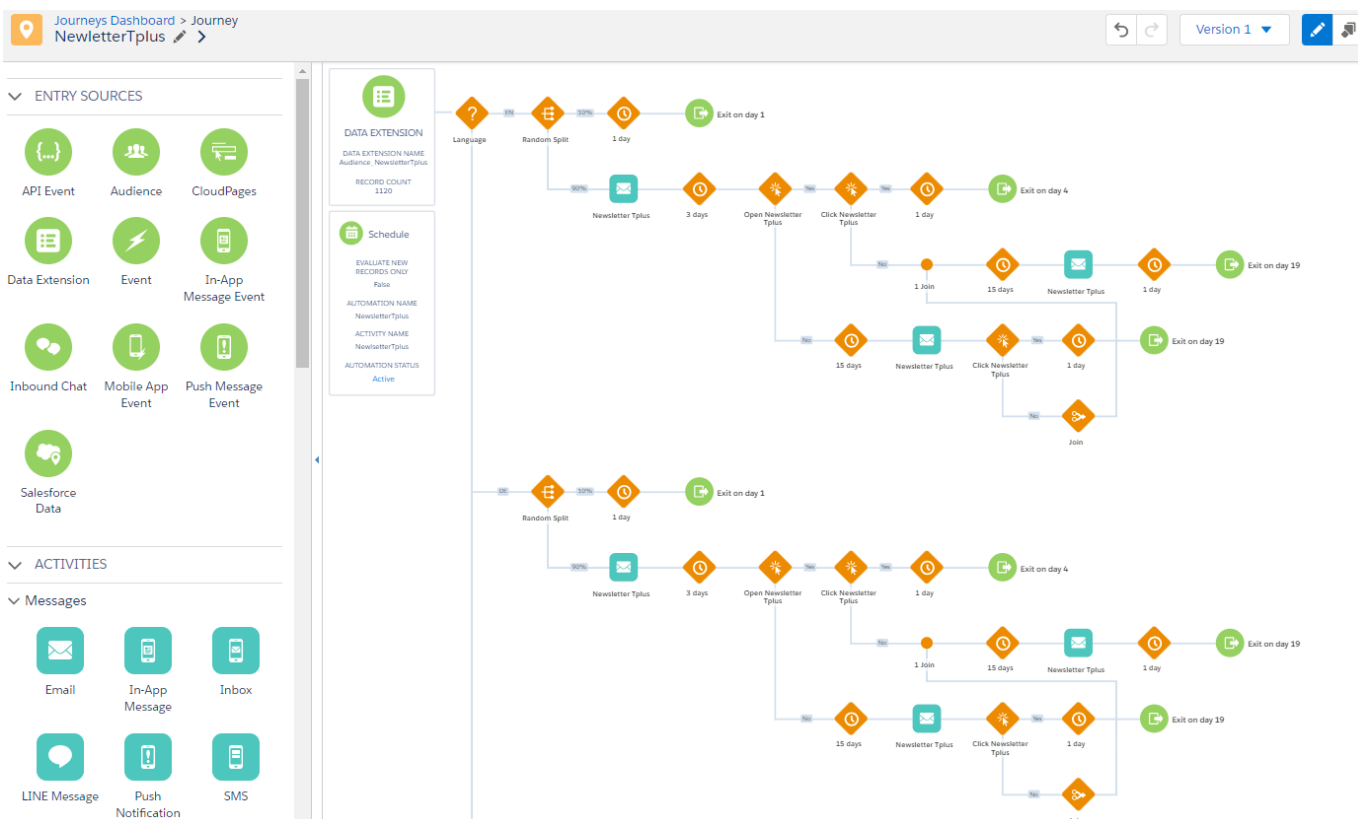 Journeys Dashboard > Journey
NewletterTplus
Version 1
ENTRY SOURCES
API Event
Audience
CloudPages
Data Extension
Event
In-App
Message Event
Inbound Chat
Mobile App
Event
Push Message
Event
Salesforce
Data
ACTIVITIES
Messages
Email
In-App
Message
Inbox
LINE Message
Push
Notification
SMS
DATA EXTENSION
DATA EXTENSION NAME
Audience_NewsletterTplus
RECORD COUNT
1120
Schedule
EVALUATE NEW
RECORDS ONLY
False
AUTOMATION NAME
NewsletterTplus
ACTIVITY NAME
NewlsetterTplus
AUTOMATION STATUS
Active
Language
EN
Random Split
10%
1 day
Exit on day 1
90%
Newsletter Tplus
3 days
Open Newsletter
Tplus
Yes
Click Newsletter
Tplus
Yes
1 day
Exit on day 4
No
1 Join
15 days
Newsletter Tplus
1 day
Exit on day 19
No
15 days
Newsletter Tplus
Click Newsletter
Tplus
Yes
1 day
Exit on day 19
No
Join
DE
Random Split
10%
1 day
Exit on day 1
90%
Newsletter Tplus
3 days
Open Newsletter
Tplus
Yes
Click Newsletter
Tplus
Yes
1 day
Exit on day 4
No
1 Join
15 days
Newsletter Tplus
1 day
Exit on day 19
No
15 days
Newsletter Tplus
Click Newsletter
Tplus
Yes
1 day
Exit on day 19
No